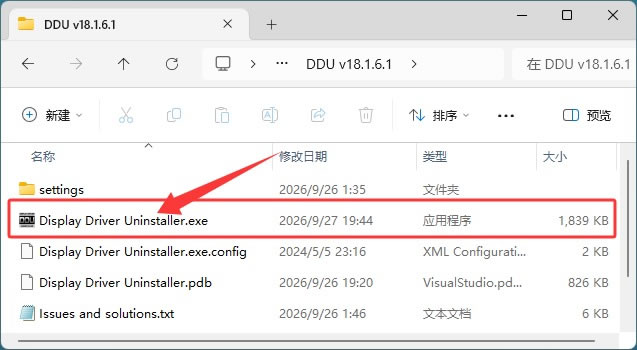 DDU v18.1.6.1
DDU v18.1.6.1 在 DDU v18.1.6.1
新建 排序 预览
名称 修改日期 类型 大小
settings 2026/9/26 1:35 文件夹
Display Driver Uninstaller.exe 2026/9/27 19:44 应用程序 1,839 KB
Display Driver Uninstaller.exe.config 2024/5/5 23:16 XML Configurati... 2 KB
Display Driver Uninstaller.pdb 2026/9/26 19:20 VisualStudio.pd... 826 KB
Issues and solutions.txt 2026/9/26 1:46 文本文档 6 KB